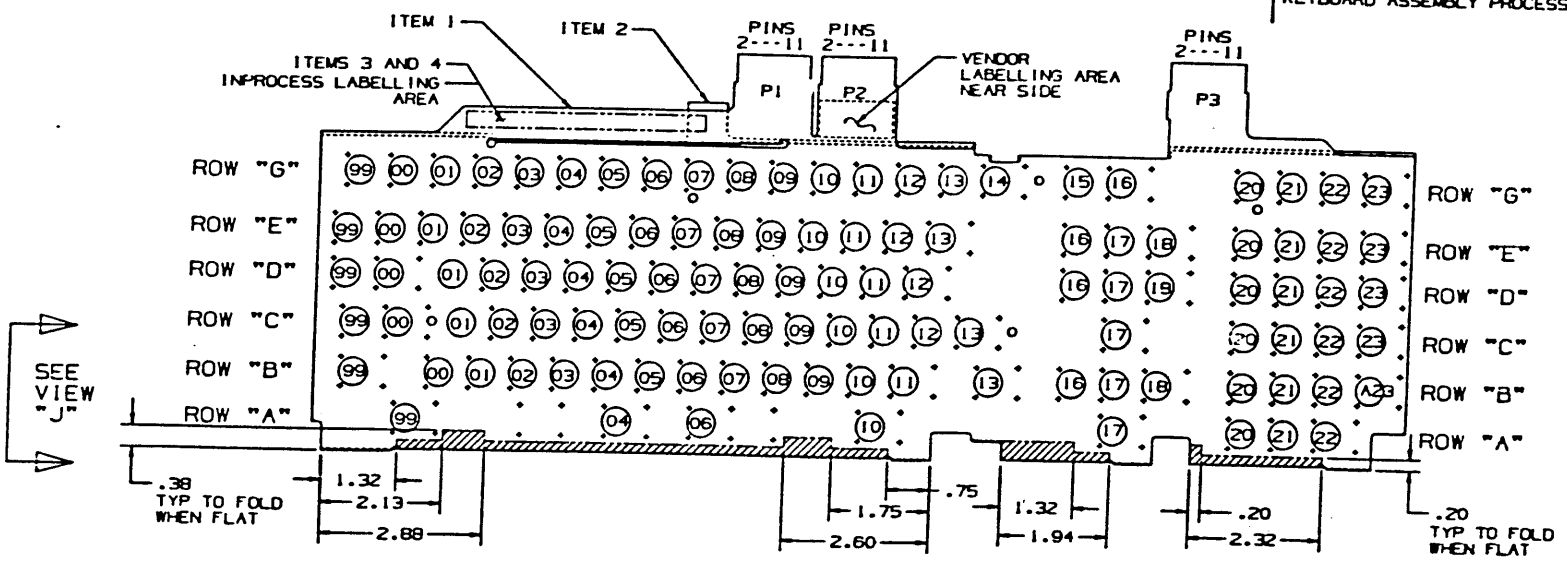 KEYBOARD ASSEMBLY PROCESS
ITEM 1
ITEM 2
PINS
2---11
PINS
2---11
PINS
2---11
ITEMS 3 AND 4
INPROCESS LABELLING
AREA
P1
P2
VENDOR
LABELLING AREA
NEAR SIDE
P3
ROW "G" 99 00 01 02 03 04 05 06 07 08 09 10 11 12 13 14 15 16 20 21 22 23 ROW "G"
ROW "E" 99 00 01 02 03 04 05 06 07 08 09 10 11 12 13 16 17 18 20 21 22 23 ROW "E"
ROW "D" 99 00 01 02 03 04 05 06 07 08 09 10 11 12 16 17 19 20 21 22 23 ROW "D"
ROW "C" 99 00 01 02 03 04 05 06 07 08 09 10 11 12 13 17 20 21 22 23 ROW "C"
ROW "B" 99 00 01 02 03 04 05 06 07 08 09 10 11 13 16 17 18 20 21 22 A23 ROW "B"
ROW "A" 99 04 06 10 17 20 21 22 ROW "A"
SEE
VIEW
"J"
.38
TYP TO FOLD
WHEN FLAT
1.32
2.13
2.88
.75
1.75
2.60
1.32
1.94
.20
2.32
.20
TYP TO FOLD
WHEN FLAT